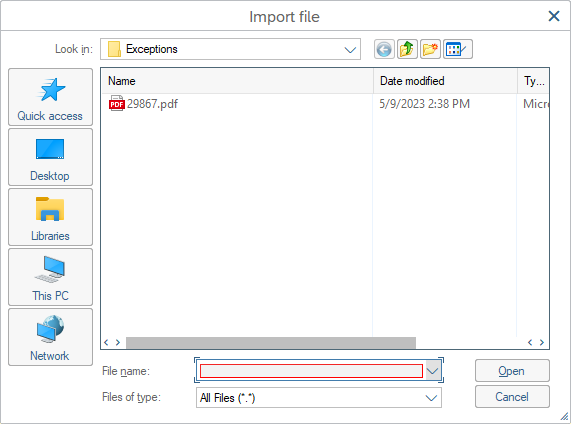 Import file
Look in: Exceptions
Quick access
Desktop
Libraries
This PC
Network
Name Date modified Ty...
PDF 29867.pdf 5/9/2023 2:38 PM Micr
File name: Open
Files of type: All Files (*.*) Cancel